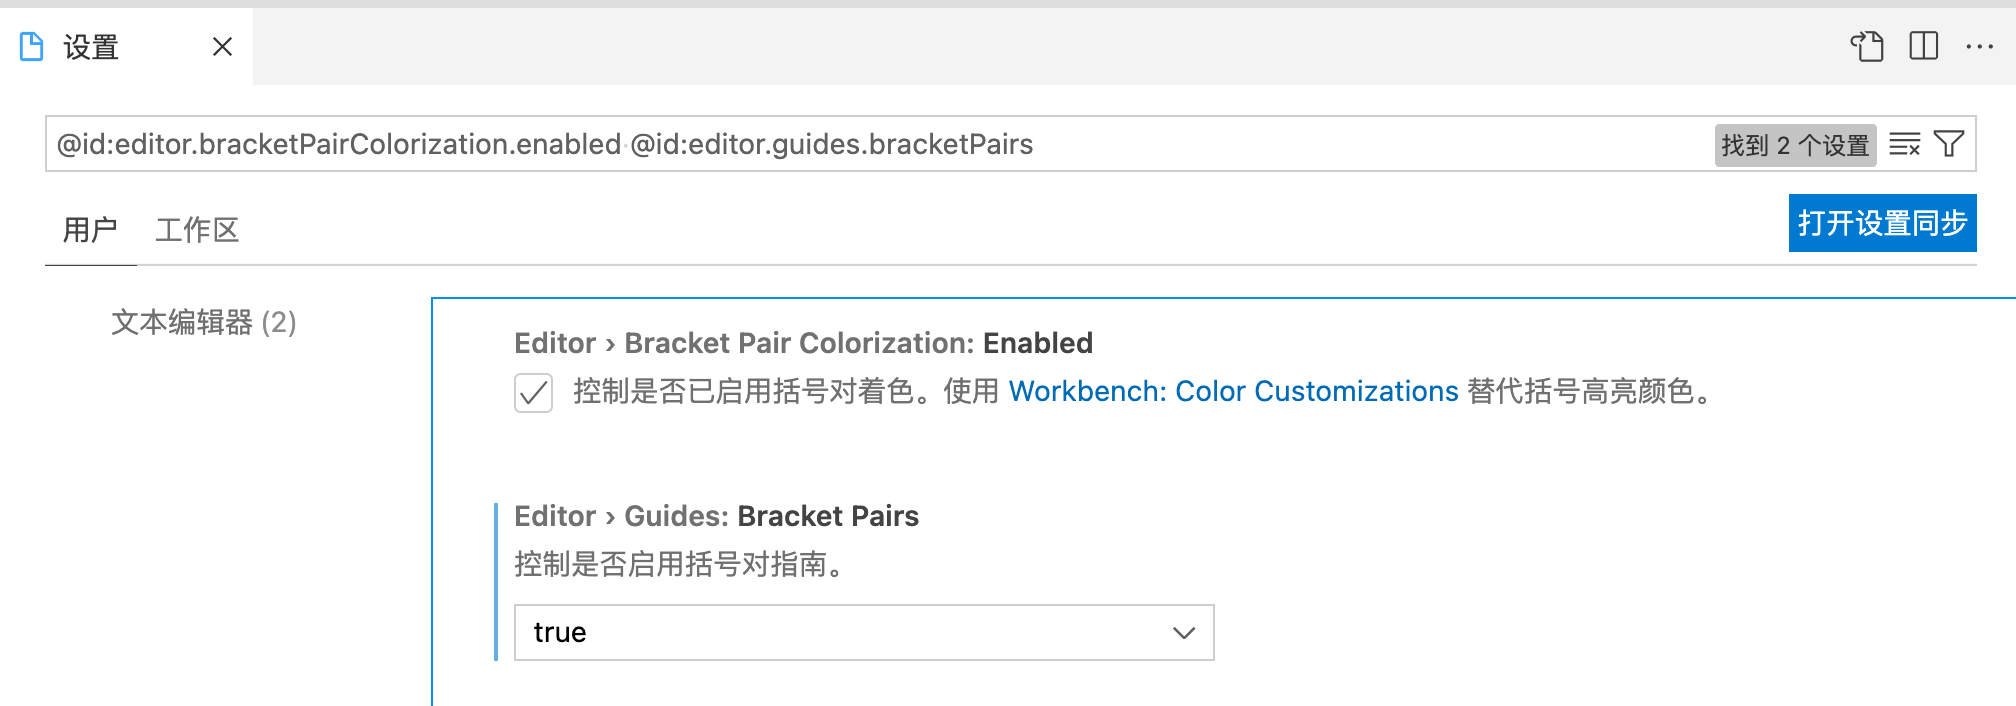 设置
@id:editor.bracketPairColorization.enabled @id:editor.guides.bracketPairs
找到 2 个设置
用户 工作区
打开设置同步
文本编辑器 (2)
Editor › Bracket Pair Colorization: Enabled
控制是否已启用括号对着色。使用 Workbench: Color Customizations 替代括号高亮颜色。
Editor › Guides: Bracket Pairs
控制是否启用括号对指南。
true